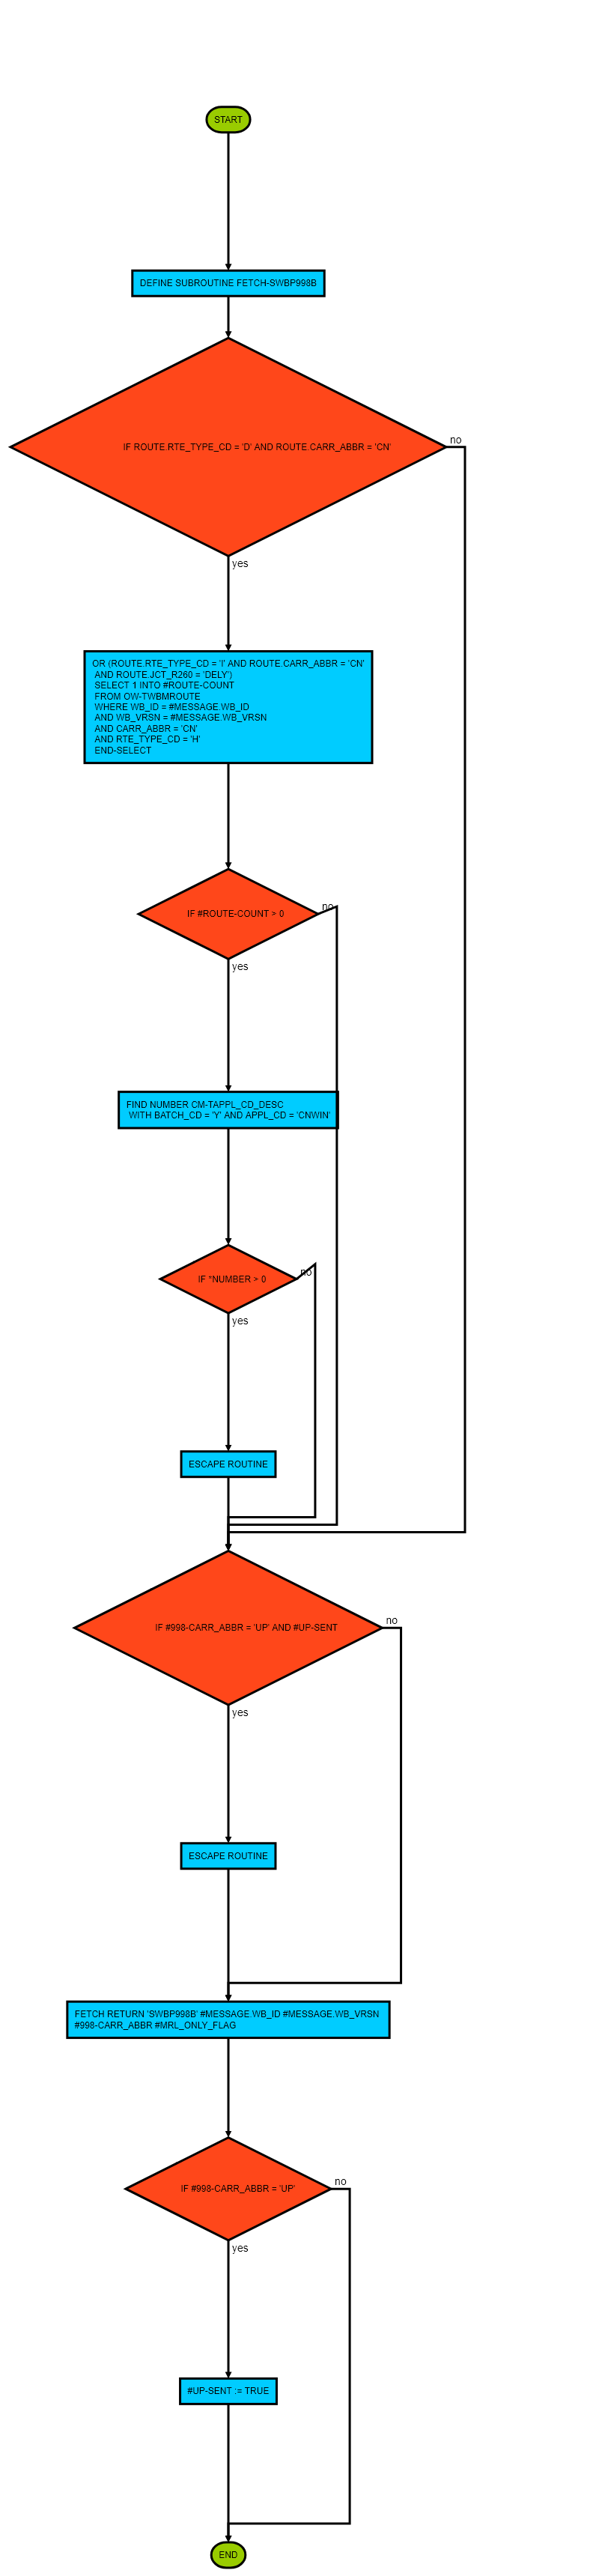 START
DEFINE SUBROUTINE FETCH-SWBP998B
IF ROUTE.RTE_TYPE_CD = 'D' AND ROUTE.CARR_ABBR = 'CN'
no
yes
OR (ROUTE.RTE_TYPE_CD = 'I' AND ROUTE.CARR_ABBR = 'CN'
AND ROUTE.JCT_R260 = 'DELY')
SELECT 1 INTO #ROUTE-COUNT
FROM OW-TWBMROUTE
WHERE WB_ID = #MESSAGE.WB_ID
AND WB_VRSN = #MESSAGE.WB_VRSN
AND CARR_ABBR = 'CN'
AND RTE_TYPE_CD = 'H'
END-SELECT
no
IF #ROUTE-COUNT > 0
yes
FIND NUMBER CM-TAPPL_CD_DESC
WITH BATCH_CD = 'Y' AND APPL_CD = 'CNWIN'
no
IF *NUMBER > 0
yes
ESCAPE ROUTINE
no
IF #998-CARR_ABBR = 'UP' AND #UP-SENT
yes
ESCAPE ROUTINE
FETCH RETURN 'SWBP998B' #MESSAGE.WB_ID #MESSAGE.WB_VRSN
#998-CARR_ABBR #MRL_ONLY_FLAG
no
IF #998-CARR_ABBR = 'UP'
yes
#UP-SENT := TRUE
END